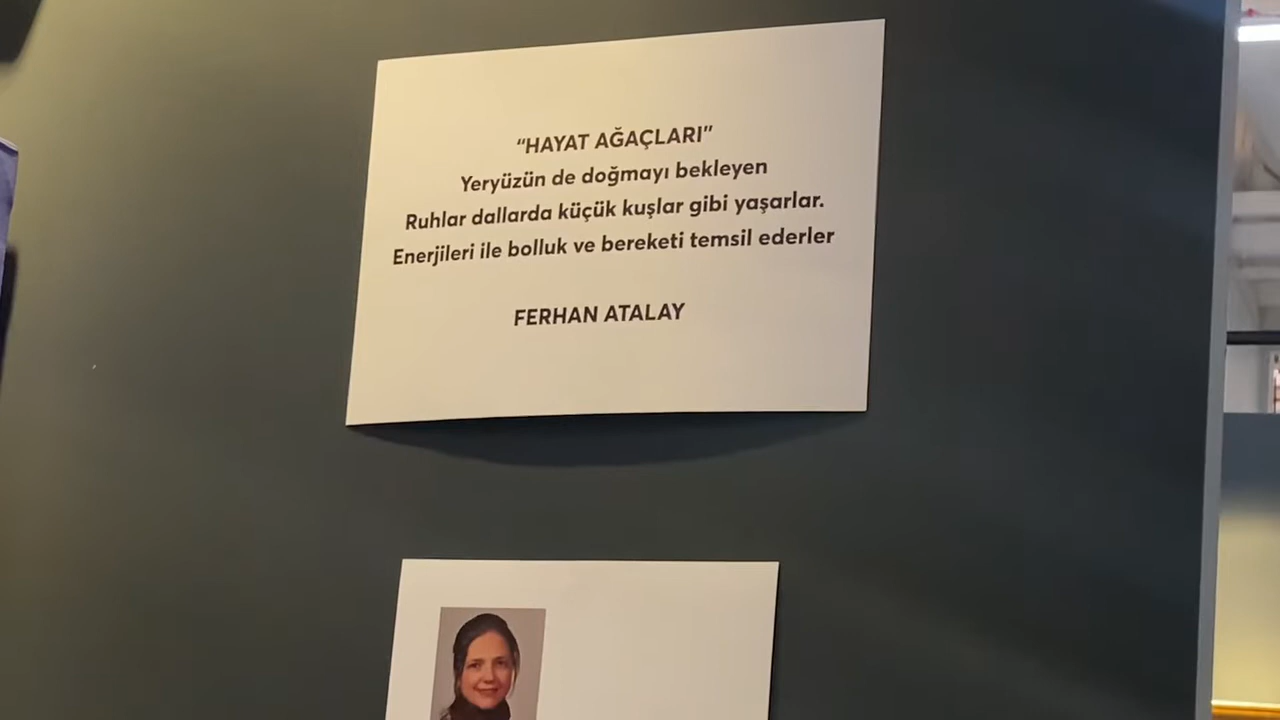 “HAYAT AĞAÇLARI”
Yeryüzün de doğmayı bekleyen
Ruhlar dallarda küçük kuşlar gibi yaşarlar.
Enerjileri ile bolluk ve bereketi temsil ederler
FERHAN ATALAY